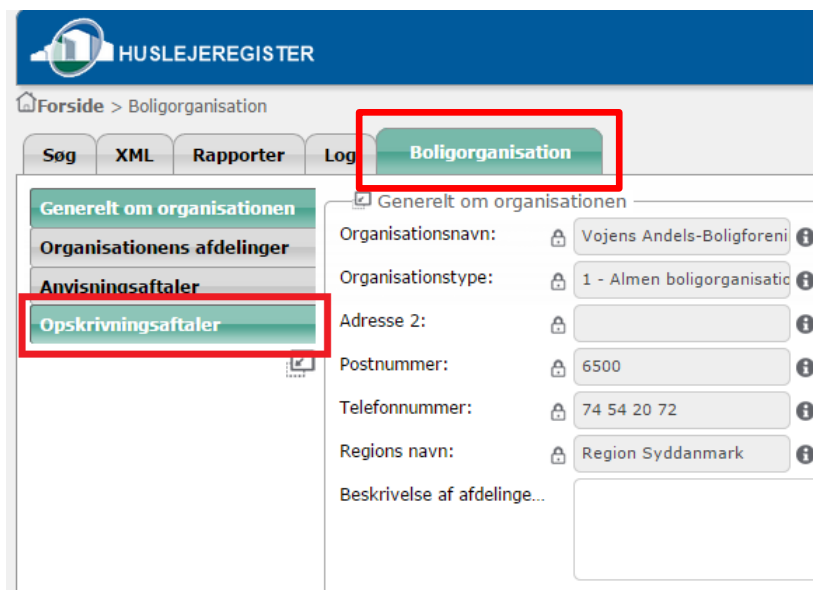 HUSLEJEREGISTER
Forside > Boligorganisation
Søg XML Rapporter Log Boligorganisation
Generelt om organisationen
Organisationens afdelinger
Anvisningsaftaler
Opskrivningsaftaler
Generelt om organisationen
Organisationsnavn: Vojens Andels-Boligforeni
Organisationstype: 1 - Almen boligorganisatio
Adresse 2:
Postnummer: 6500
Telefonnummer: 74 54 20 72
Regions navn: Region Syddanmark
Beskrivelse af afdelinge...